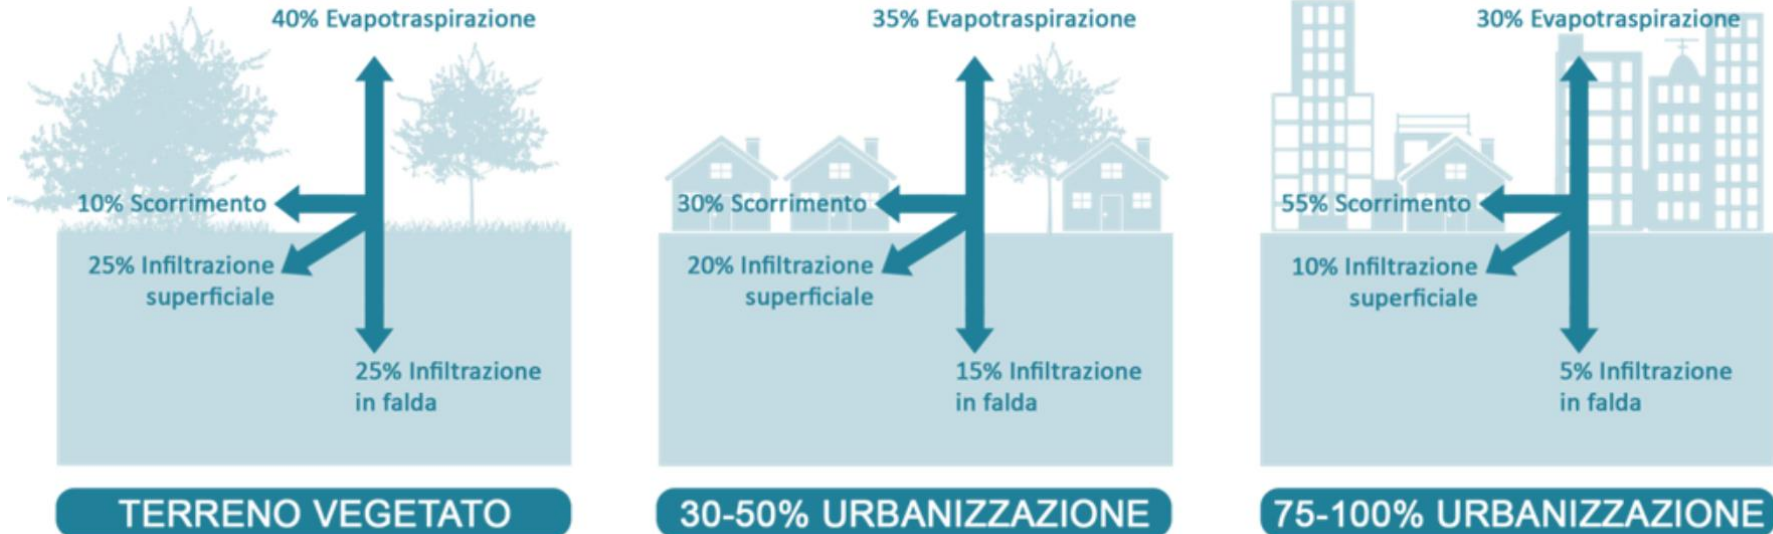 40% Evapotraspirazione
10% Scorrimento
25% Infiltrazione
superficiale
25% Infiltrazione
in falda
TERRENO VEGETATO
35% Evapotraspirazione
30% Scorrimento
20% Infiltrazione
superficiale
15% Infiltrazione
in falda
30-50% URBANIZZAZIONE
30% Evapotraspirazione
55% Scorrimento
10% Infiltrazione
superficiale
5% Infiltrazione
in falda
75-100% URBANIZZAZIONE